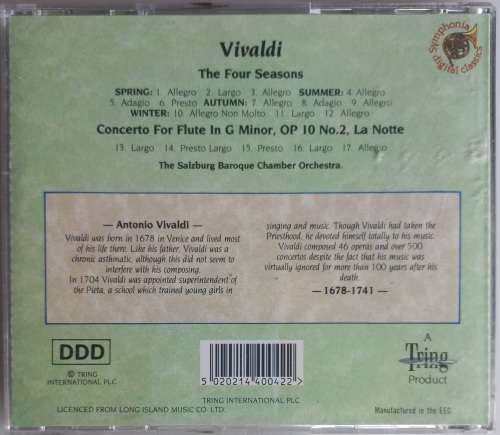 Vivaldi
Symphonia
digital classics
The Four Seasons
SPRING: 1. Allegro 2. Largo 3. Allegro SUMMER: 4. Allegro
5. Adagio 6. Presto AUTUMN: 7. Allegro 8. Adagio 9. Allegro
WINTER: 10. Allegro Non Molto 11. Largo 12. Allegro
Concerto For Flute In G Minor, OP 10 No.2, La Notte
13. Largo 14. Presto Largo 15. Presto 16. Largo 17. Allegro
The Salzburg Baroque Chamber Orchestra.
— Antonio Vivaldi —
Vivaldi was born in 1678 in Venice and lived most
of his life there. Like his father, Vivaldi was a
chronic asthmatic, although this did not seem to
interfere with his composing.
In 1704 Vivaldi was appointed superintendent of
the Pieta, a school which trained young girls in
singing and music. Though Vivaldi had taken the
Priesthood, he devoted himself totally to his music.
Vivaldi composed 46 operas and over 500
concertos despite the fact that his music was
virtually ignored for more than 100 years after his
death.
— 1678-1741 —
DDD
© TRING
INTERNATIONAL PLC
LICENCED FROM LONG ISLAND MUSIC CO LTD.
5 020214 400422 >
TRING INTERNATIONAL PLC
A
Tring
Product
Manufactured in the EEC